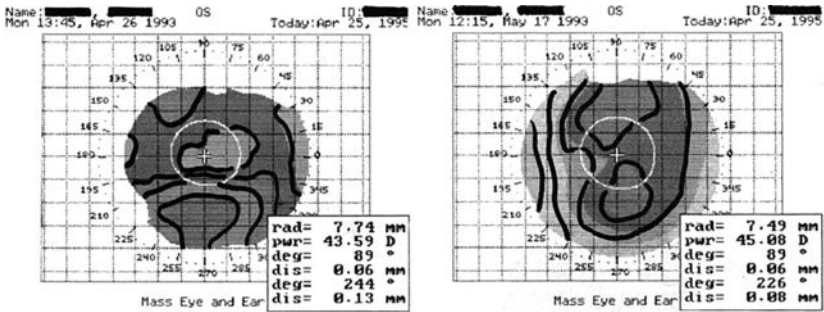 Name: , OS ID:
Mon 13:45, Apr 26 1993 Today:Apr 25, 1995
90
105 75
120 60
135 45
150 30
165 15
180 0
195 345
210
225
240
255 285
270
rad= 7.74 mm
pwr= 43.59 D
deg= 89 °
dis= 0.06 mm
deg= 244 °
dis= 0.13 mm
Mass Eye and Ear
Name: , OS ID:
Mon 12:15, May 17 1993 Today:Apr 25, 1995
90
105 75
120 60
135 45
150 30
165 15
180 0
195 345
210
225
240
255 285
270
rad= 7.49 mm
pwr= 45.08 D
deg= 89 °
dis= 0.06 mm
deg= 226 °
dis= 0.08 mm
Mass Eye and Ear